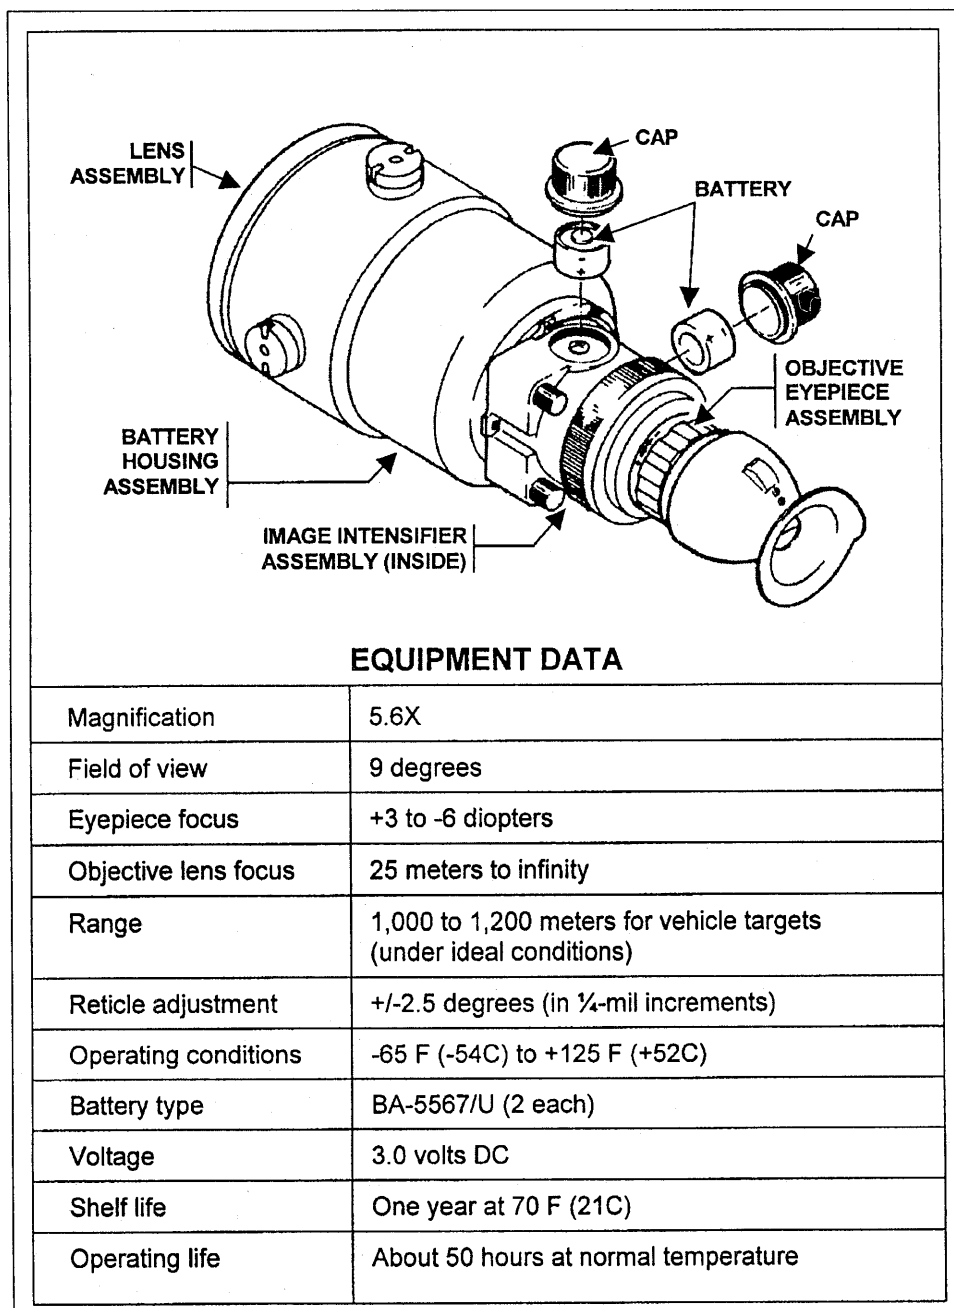 LENS
ASSEMBLY
CAP
BATTERY
CAP
OBJECTIVE
EYEPIECE
ASSEMBLY
BATTERY
HOUSING
ASSEMBLY
IMAGE INTENSIFIER
ASSEMBLY (INSIDE)
EQUIPMENT DATA
Magnification 5.6X
Field of view 9 degrees
Eyepiece focus +3 to -6 diopters
Objective lens focus 25 meters to infinity
Range 1,000 to 1,200 meters for vehicle targets
(under ideal conditions)
Reticle adjustment +/-2.5 degrees (in ¼-mil increments)
Operating conditions -65 F (-54C) to +125 F (+52C)
Battery type BA-5567/U (2 each)
Voltage 3.0 volts DC
Shelf life One year at 70 F (21C)
Operating life About 50 hours at normal temperature